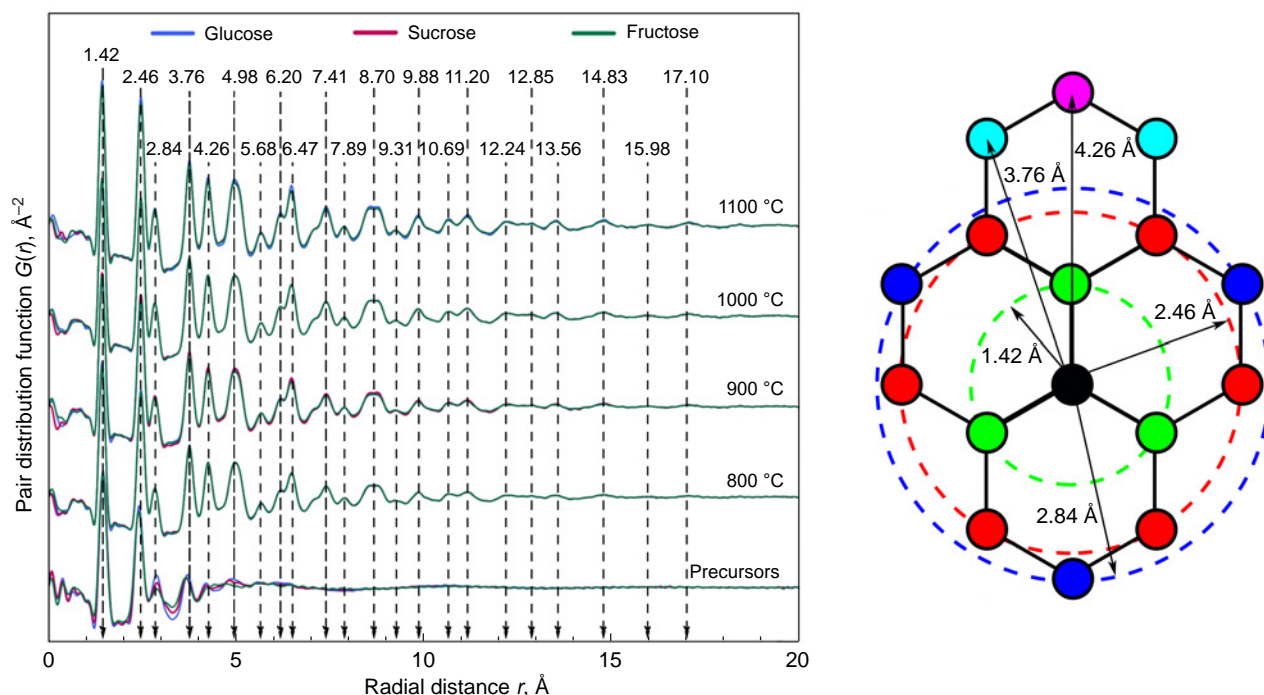 Glucose Sucrose Fructose
1.42
2.46 3.76 4.98 6.20 7.41 8.70 9.88 11.20 12.85 14.83 17.10
2.84 4.26 5.68 6.47 7.89 9.31 10.69 12.24 13.56 15.98
1100 °C
1000 °C
900 °C
800 °C
Precursors
Pair distribution function G(r), Å–2
0 5 10 15 20
Radial distance r, Å
4.26 Å
3.76 Å
2.46 Å
1.42 Å
2.84 Å